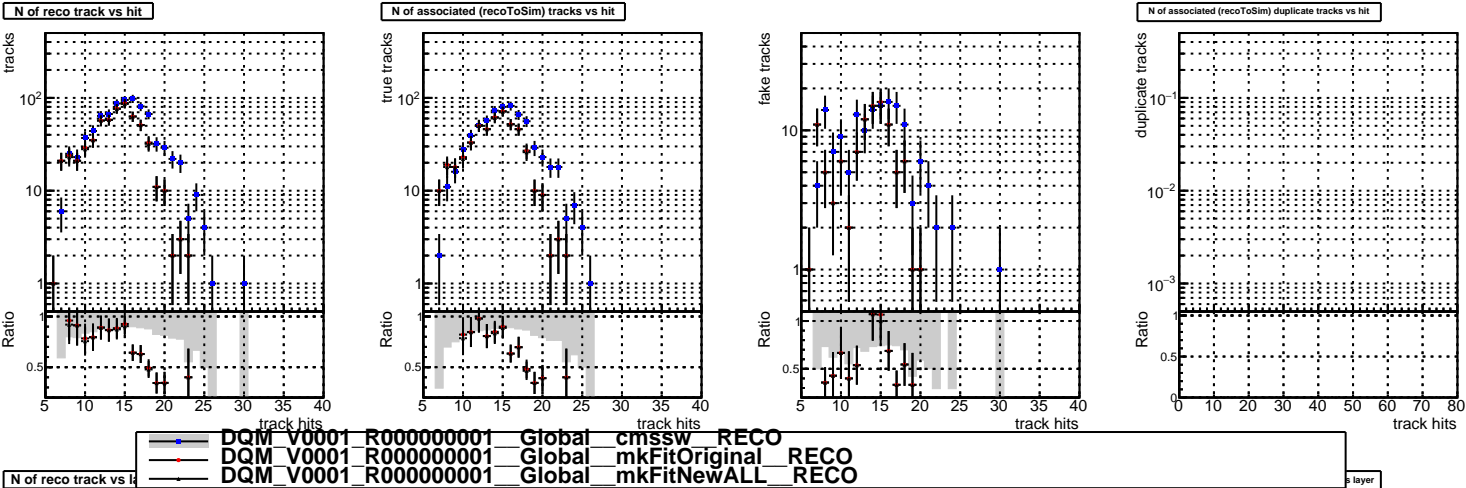 N of reco track vs hit
N of associated (recoToSim) tracks vs hit
N of associated (recoToSim) duplicate tracks vs hit
tracks
10²
10
1
Ratio
1
0.5
5 10 15 20 25 30 35 40
track hits
true tracks
10²
10
1
Ratio
1
0.5
5 10 15 20 25 30 35 40
track hits
fake tracks
10
1
Ratio
1
0.5
5 10 15 20 25 30 35 40
track hits
duplicate tracks
10⁻¹
10⁻²
10⁻³
Ratio
1
0.5
0
0 10 20 30 40 50 60 70 80
track hits
DQM_V0001_R000000001__Global__cmssw__RECO
DQM_V0001_R000000001__Global__mkFitOriginal__RECO
DQM_V0001_R000000001__Global__mkFitNewALL__RECO
N of reco track vs
layer